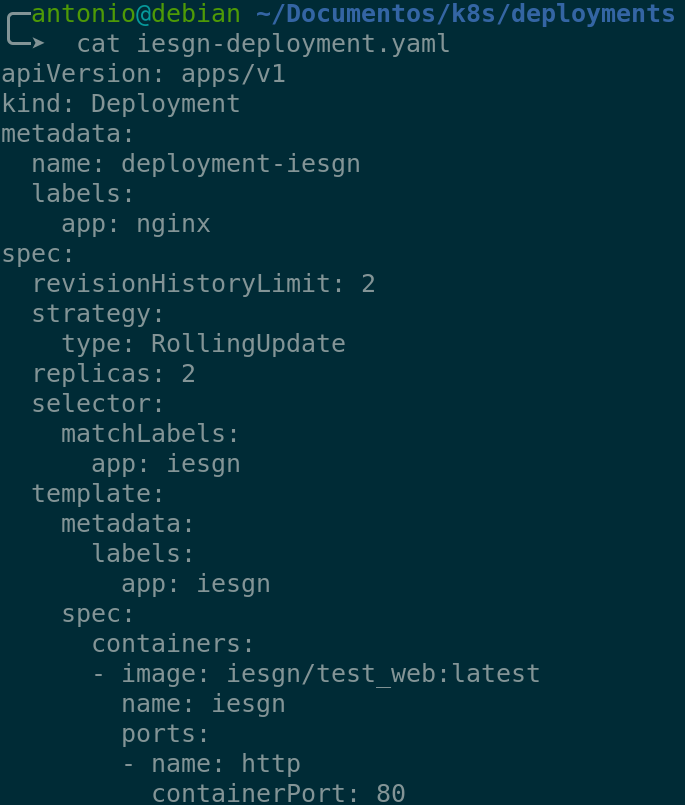 antonio@debian ~/Documentos/k8s/deployments
➤ cat iesgn-deployment.yaml
apiVersion: apps/v1
kind: Deployment
metadata:
  name: deployment-iesgn
  labels:
    app: nginx
spec:
  revisionHistoryLimit: 2
  strategy:
    type: RollingUpdate
  replicas: 2
  selector:
    matchLabels:
      app: iesgn
  template:
    metadata:
      labels:
        app: iesgn
    spec:
      containers:
      - image: iesgn/test_web:latest
        name: iesgn
        ports:
        - name: http
          containerPort: 80